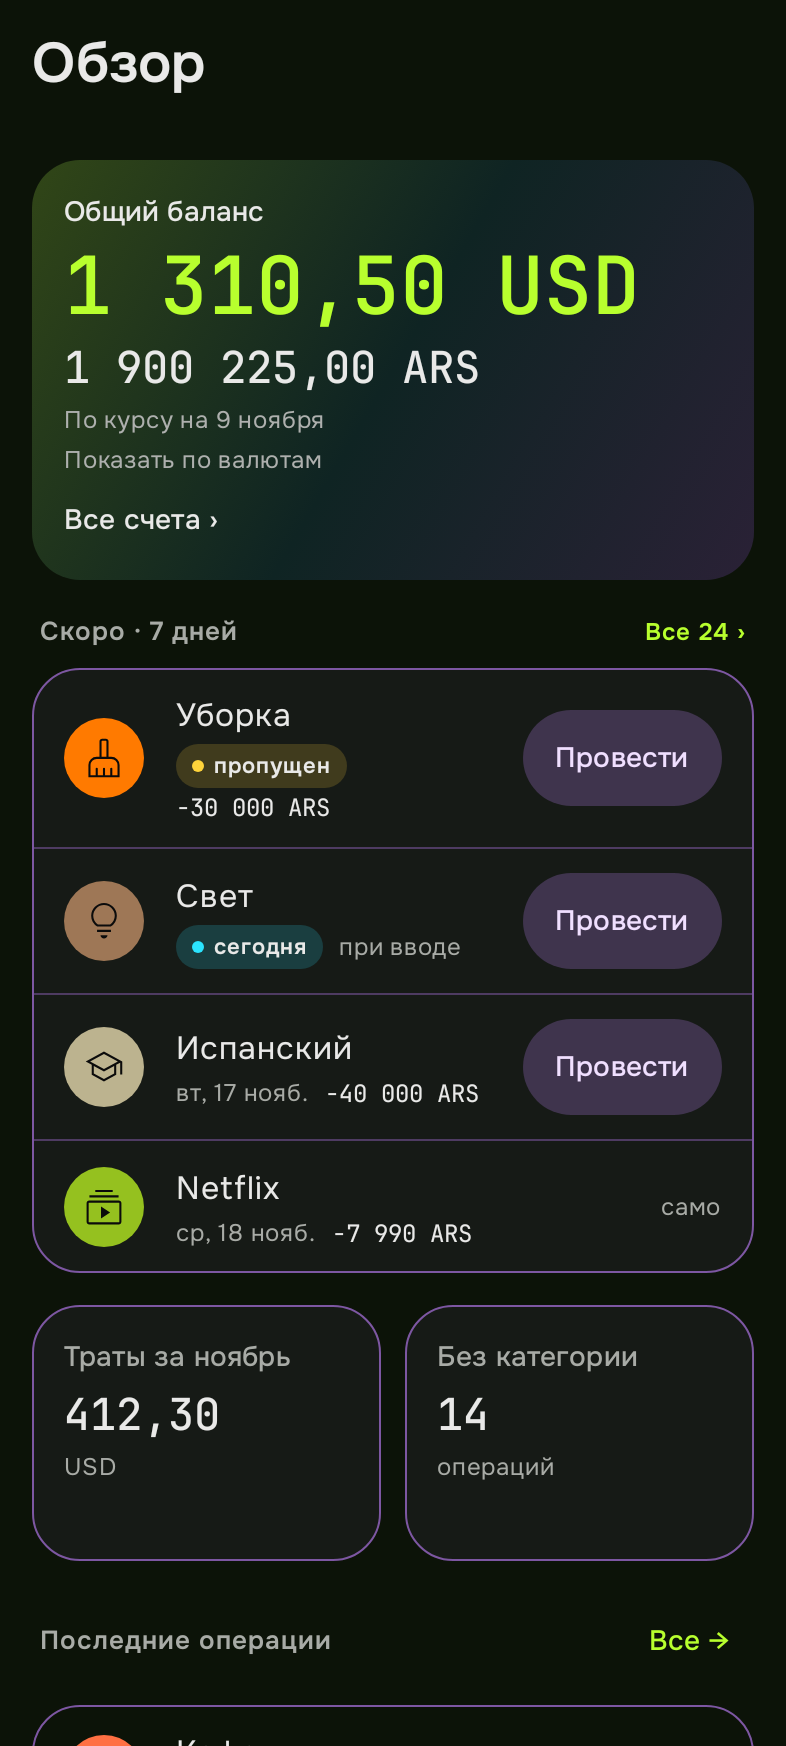 Обзор
Общий баланс
1 310,50 USD
1 900 225,00 ARS
По курсу на 9 ноября
Показать по валютам
Все счета ›
Скоро · 7 дней
Все 24 ›
Уборка
пропущен
-30 000 ARS
Провести
Свет
сегодня при вводе
Провести
Испанский
вт, 17 нояб. -40 000 ARS
Провести
Netflix
ср, 18 нояб. -7 990 ARS
само
Траты за ноябрь
412,30
USD
Без категории
14
операций
Последние операции
Все →